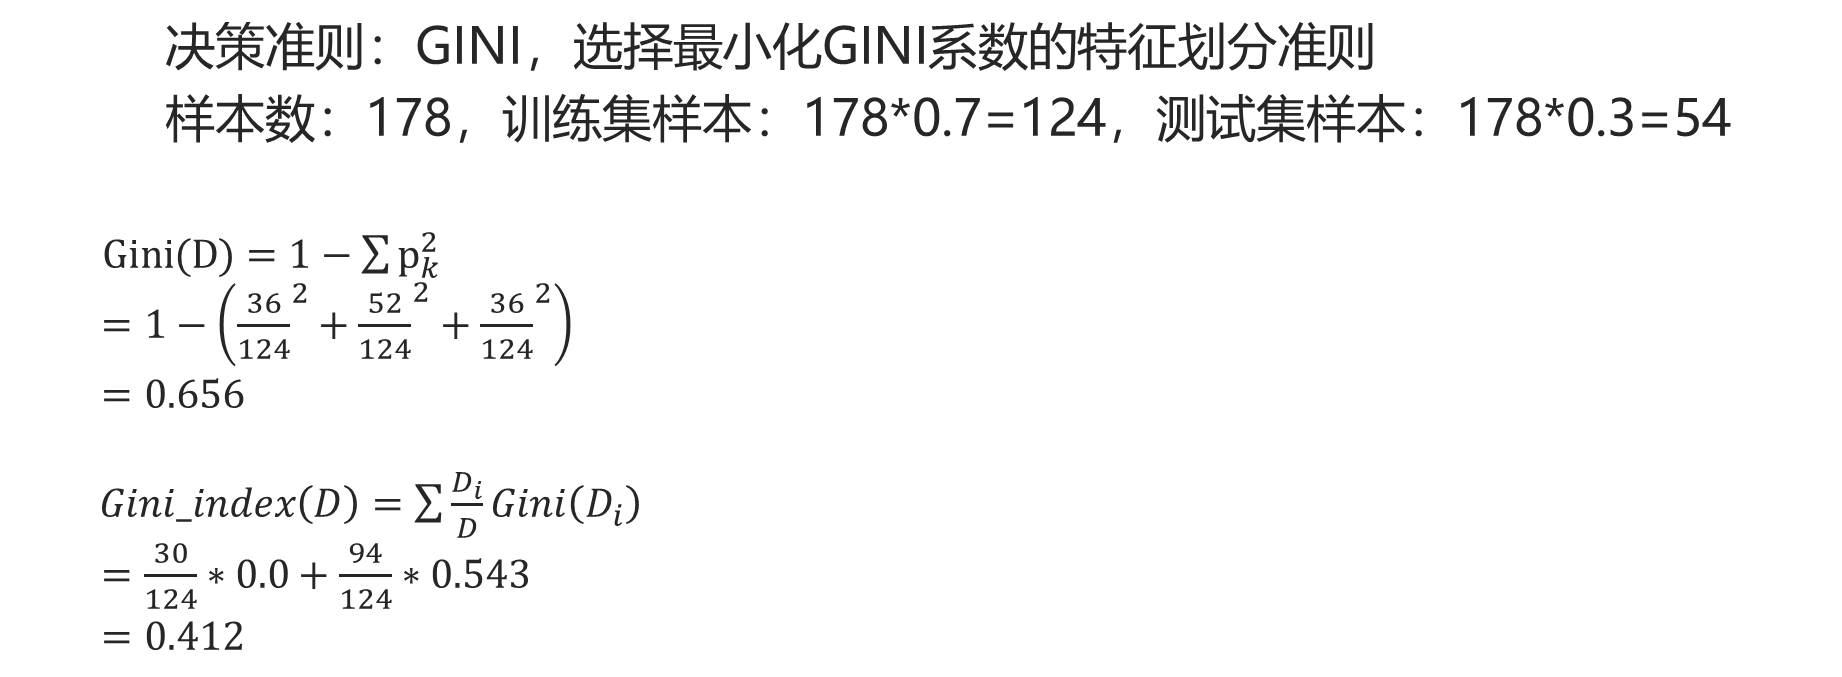 决策准则：GINI，选择最小化GINI系数的特征划分准则
样本数：178，训练集样本：178*0.7=124，测试集样本：178*0.3=54
Gini(D) = 1 − ∑ p_k^2
= 1 − (36/124^2 + 52/124^2 + 36/124^2)
= 0.656
Gini_index(D) = ∑ D_i/D Gini(D_i)
= 30/124 * 0.0 + 94/124 * 0.543
= 0.412